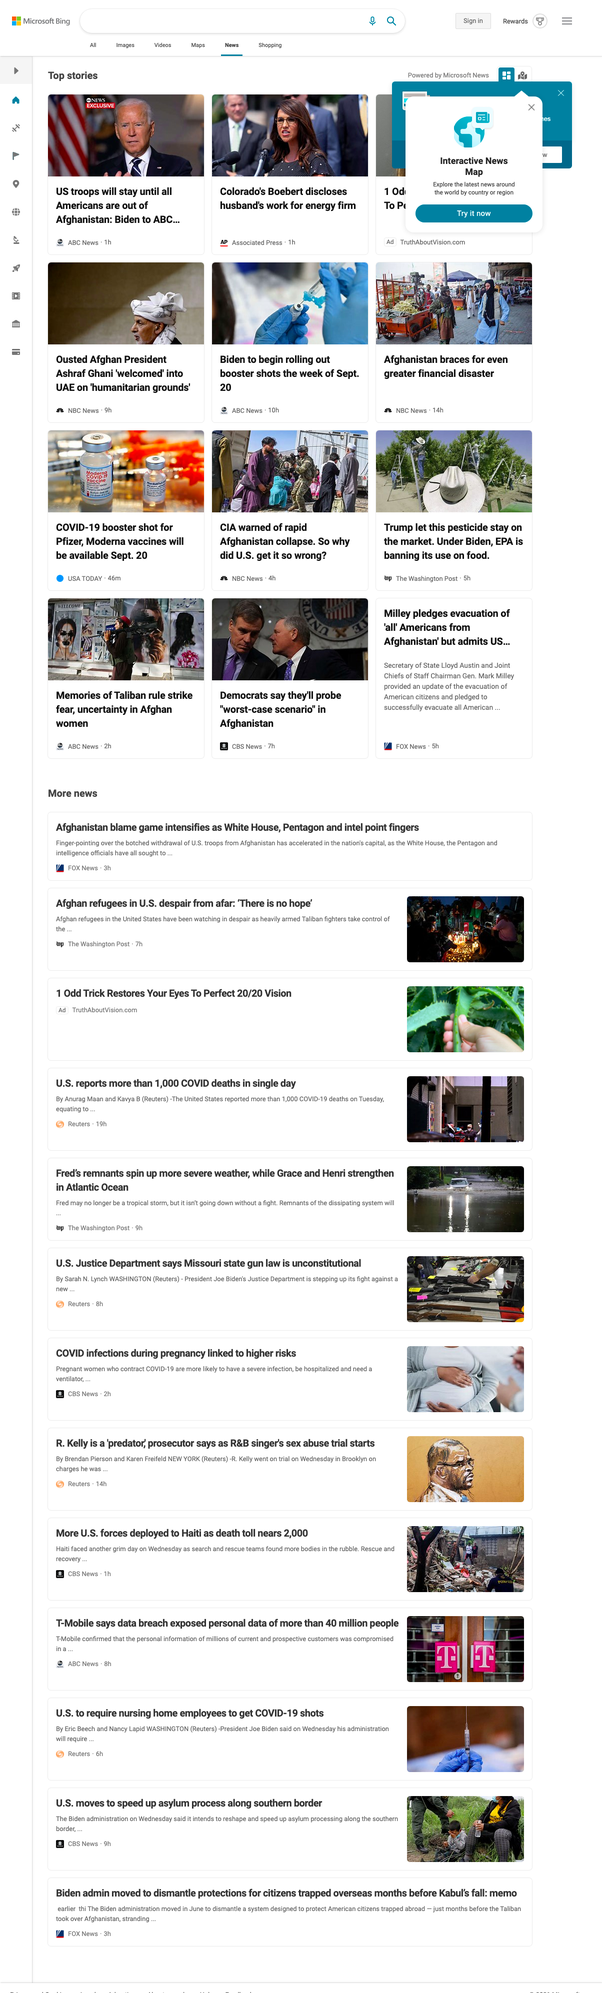 Microsoft Bing
Sign in
Rewards
All
Images
Videos
Maps
News
Shopping
Top stories
Powered by Microsoft News
Interactive News
Map
Explore the latest news around
the world by country or region
Try it now
NEWS
EXCLUSIVE
US troops will stay until all
Americans are out of
Afghanistan: Biden to ABC...
ABC News · 1h
Colorado's Boebert discloses
husband's work for energy firm
AP Associated Press · 1h
Ad TruthAboutVision.com
Ousted Afghan President
Ashraf Ghani 'welcomed' into
UAE on 'humanitarian grounds'
NBC News · 9h
Biden to begin rolling out
booster shots the week of Sept.
20
ABC News · 10h
Afghanistan braces for even
greater financial disaster
NBC News · 14h
COVID-19 booster shot for
Pfizer, Moderna vaccines will
be available Sept. 20
USA TODAY · 46m
CIA warned of rapid
Afghanistan collapse. So why
did U.S. get it so wrong?
NBC News · 4h
Trump let this pesticide stay on
the market. Under Biden, EPA is
banning its use on food.
wp The Washington Post · 5h
Memories of Taliban rule strike
fear, uncertainty in Afghan
women
ABC News · 2h
Democrats say they'll probe
"worst-case scenario" in
Afghanistan
CBS News · 7h
Milley pledges evacuation of
'all' Americans from
Afghanistan' but admits US...
Secretary of State Lloyd Austin and Joint
Chiefs of Staff Chairman Gen. Mark Milley
provided an update of the evacuation of
American citizens and pledged to
successfully evacuate all American ...
FOX News · 5h
More news
Afghanistan blame game intensifies as White House, Pentagon and intel point fingers
Finger-pointing over the botched withdrawal of U.S. troops from Afghanistan has accelerated in the nation's capital, as the White House, the Pentagon and
intelligence officials have all sought to ...
FOX News · 3h
Afghan refugees in U.S. despair from afar: 'There is no hope'
Afghan refugees in the United States have been watching in despair as heavily armed Taliban fighters take control of
the ...
wp The Washington Post · 7h
1 Odd Trick Restores Your Eyes To Perfect 20/20 Vision
Ad TruthAboutVision.com
U.S. reports more than 1,000 COVID deaths in single day
By Anurag Maan and Kavya B (Reuters) -The United States reported more than 1,000 COVID-19 deaths on Tuesday,
equating to ...
Reuters · 19h
Fred's remnants spin up more severe weather, while Grace and Henri strengthen
in Atlantic Ocean
Fred may no longer be a tropical storm, but it isn't going down without a fight. Remnants of the dissipating system will
...
wp The Washington Post · 9h
U.S. Justice Department says Missouri state gun law is unconstitutional
By Sarah N. Lynch WASHINGTON (Reuters) - President Joe Biden's Justice Department is stepping up its fight against a
new ...
Reuters · 8h
COVID infections during pregnancy linked to higher risks
Pregnant women who contract COVID-19 are more likely to have a severe infection, be hospitalized and need a
ventilator, ...
CBS News · 2h
R. Kelly is a 'predator,' prosecutor says as R&B singer's sex abuse trial starts
By Brendan Pierson and Karen Freifeld NEW YORK (Reuters) -R. Kelly went on trial on Wednesday in Brooklyn on
charges he was ...
Reuters · 14h
More U.S. forces deployed to Haiti as death toll nears 2,000
Haiti faced another grim day on Wednesday as search and rescue teams found more bodies in the rubble. Rescue and
recovery ...
CBS News · 1h
T-Mobile says data breach exposed personal data of more than 40 million people
T-Mobile confirmed that the personal information of millions of current and prospective customers was compromised
in a ...
ABC News · 8h
U.S. to require nursing home employees to get COVID-19 shots
By Eric Beech and Nancy Lapid WASHINGTON (Reuters) -President Joe Biden said on Wednesday his administration
will require ...
Reuters · 6h
U.S. moves to speed up asylum process along southern border
The Biden administration on Wednesday said it intends to reshape and speed up asylum processing along the southern
border, ...
CBS News · 9h
Biden admin moved to dismantle protections for citizens trapped overseas months before Kabul's fall: memo
earlier thi The Biden administration moved in June to dismantle a system designed to protect American citizens trapped abroad — just months before the Taliban
took over Afghanistan, stranding ...
FOX News · 3h